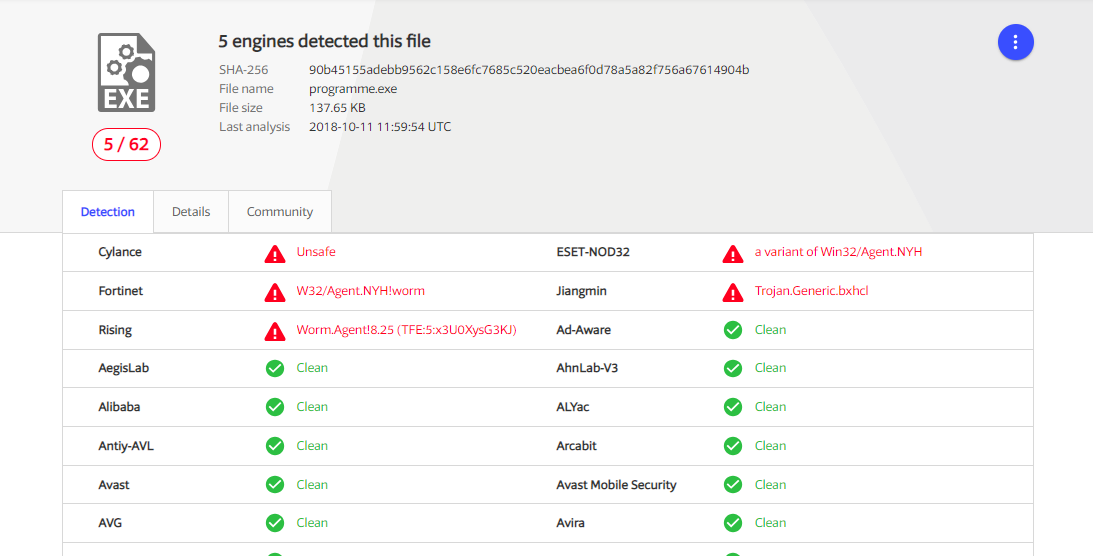 5 engines detected this file
EXE
SHA-256 90b45155adebb9562c158e6fc7685c520eacbea6f0d78a5a82f756a67614904b
File name programme.exe
File size 137.65 KB
Last analysis 2018-10-11 11:59:54 UTC
5 / 62
Detection Details Community
Cylance Unsafe ESET-NOD32 a variant of Win32/Agent.NYH
Fortinet W32/Agent.NYH!worm Jiangmin Trojan.Generic.bxhcl
Rising Worm.Agent!8.25 (TFE:5:x3U0XysG3KJ) Ad-Aware Clean
AegisLab Clean AhnLab-V3 Clean
Alibaba Clean ALYac Clean
Antiy-AVL Clean Arcabit Clean
Avast Clean Avast Mobile Security Clean
AVG Clean Avira Clean